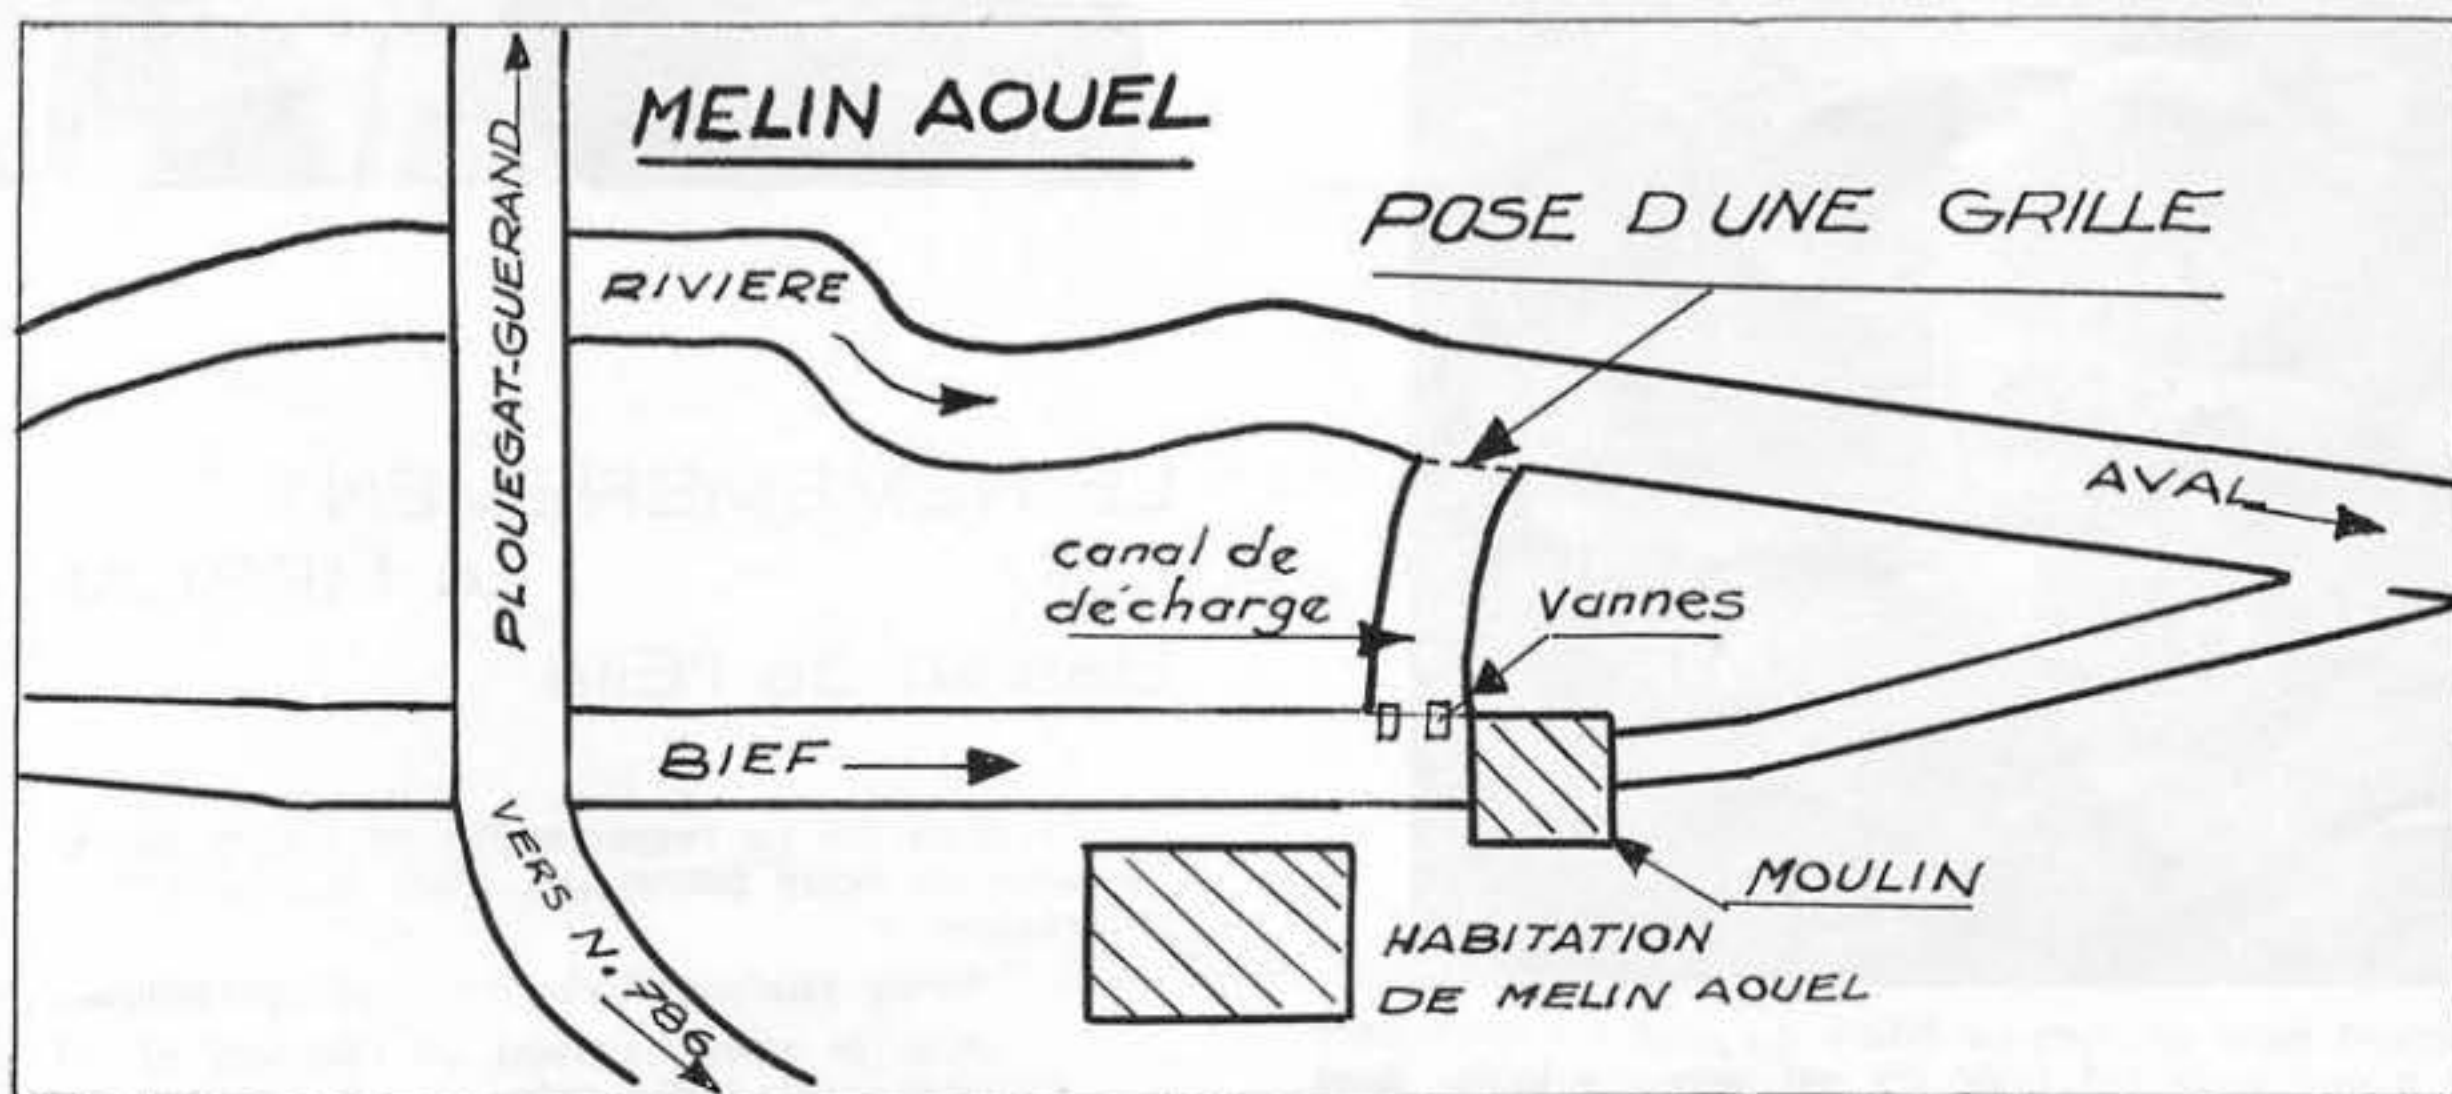 MELIN AOUEL
PLOUEGAT-GUERAND
POSE D UNE GRILLE
RIVIERE
AVAL
canal de
décharge
Vannes
BIEF
VERS N.786
MOULIN
HABITATION
DE MELIN AOUEL